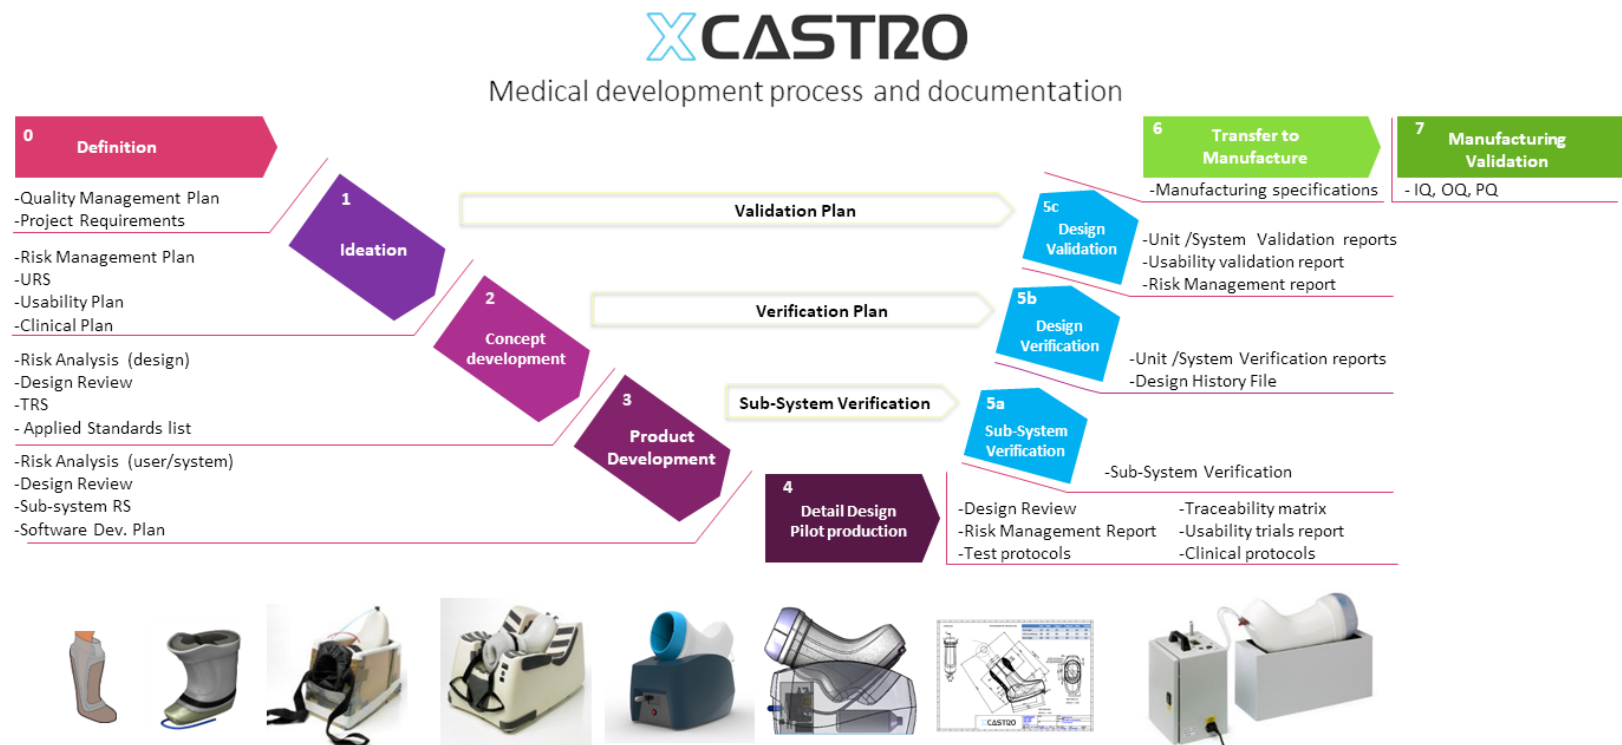 XCASTRO
Medical development process and documentation
0
Definition
-Quality Management Plan
-Project Requirements
1
Ideation
-Risk Management Plan
-URS
-Usability Plan
-Clinical Plan
2
Concept
development
-Risk Analysis (design)
-Design Review
-TRS
- Applied Standards list
3
Product
Development
-Risk Analysis (user/system)
-Design Review
-Sub-system RS
-Software Dev. Plan
4
Detail Design
Pilot production
-Design Review
-Risk Management Report
-Test protocols
-Traceability matrix
-Usability trials report
-Clinical protocols
Validation Plan
Verification Plan
Sub-System Verification
5a
Sub-System
Verification
-Sub-System Verification
5b
Design
Verification
-Unit /System Verification reports
-Design History File
5c
Design
Validation
-Unit /System Validation reports
-Usability validation report
-Risk Management report
6
Transfer to
Manufacture
-Manufacturing specifications
7
Manufacturing
Validation
- IQ, OQ, PQ
XCASTRO